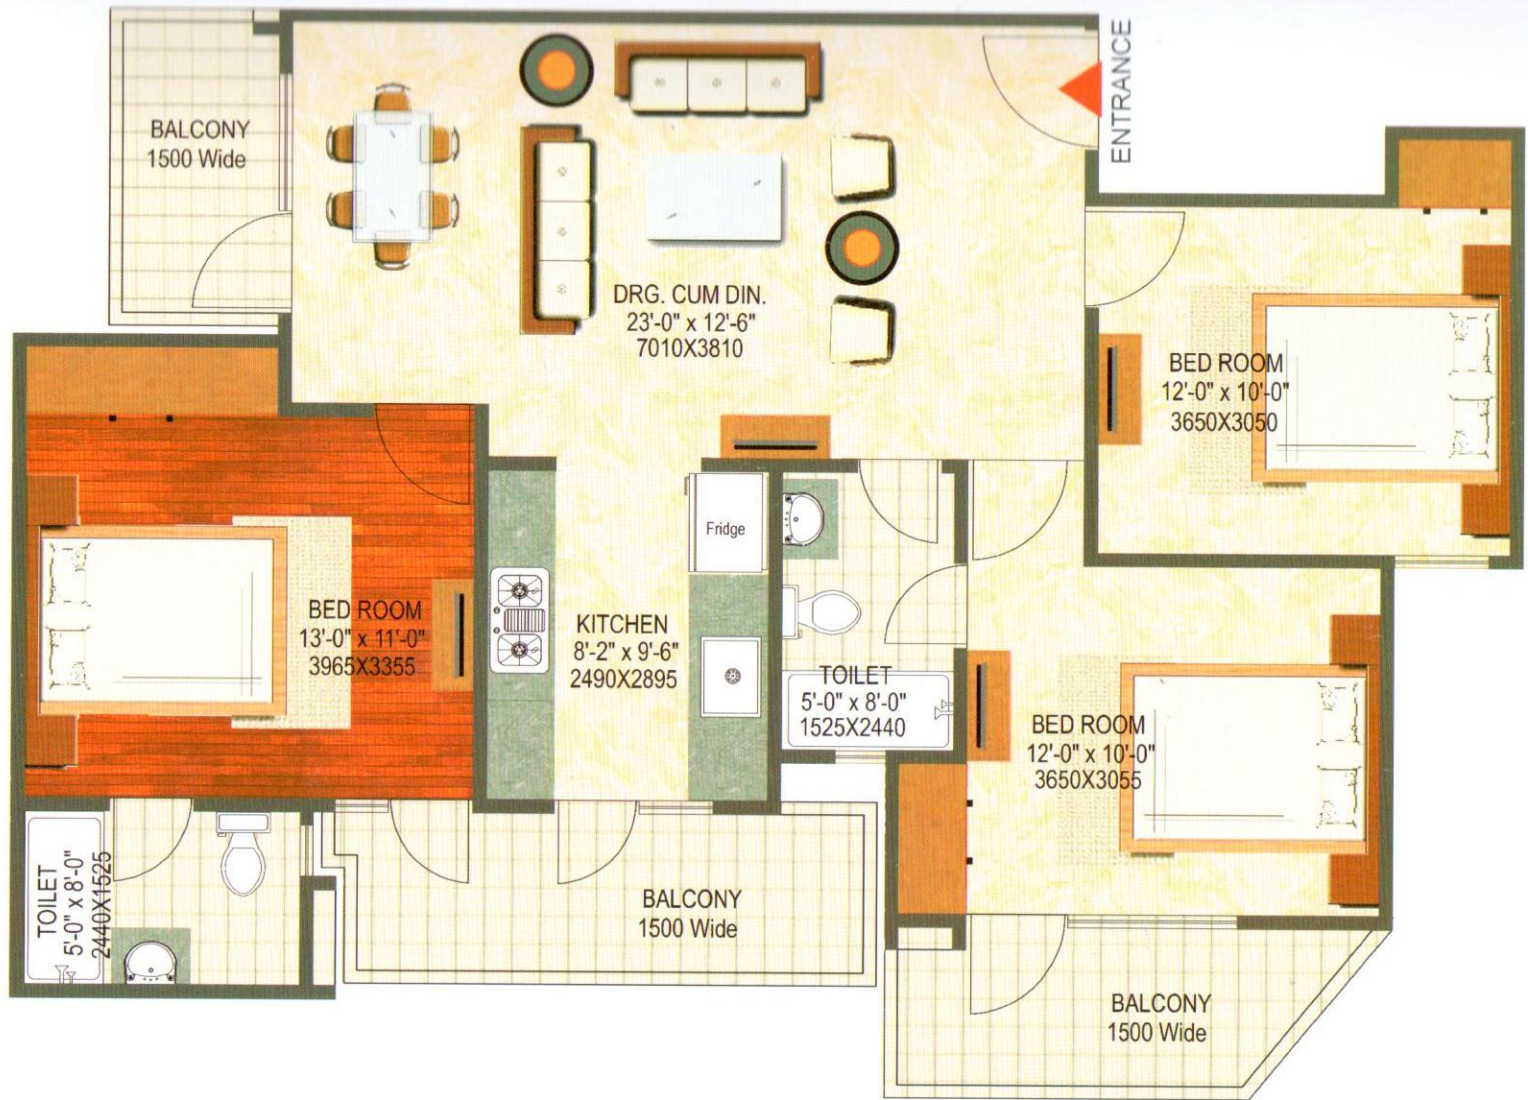 ENTRANCE
BALCONY
1500 Wide
DRG. CUM DIN.
23'-0" x 12'-6"
7010X3810
BED ROOM
12'-0" x 10'-0"
3650X3050
Fridge
BED ROOM
13'-0" x 11'-0"
3965X3355
KITCHEN
8'-2" x 9'-6"
2490X2895
TOILET
5'-0" x 8'-0"
1525X2440
BED ROOM
12'-0" x 10'-0"
3650X3055
TOILET
5'-0" x 8'-0"
2440X1525
BALCONY
1500 Wide
BALCONY
1500 Wide